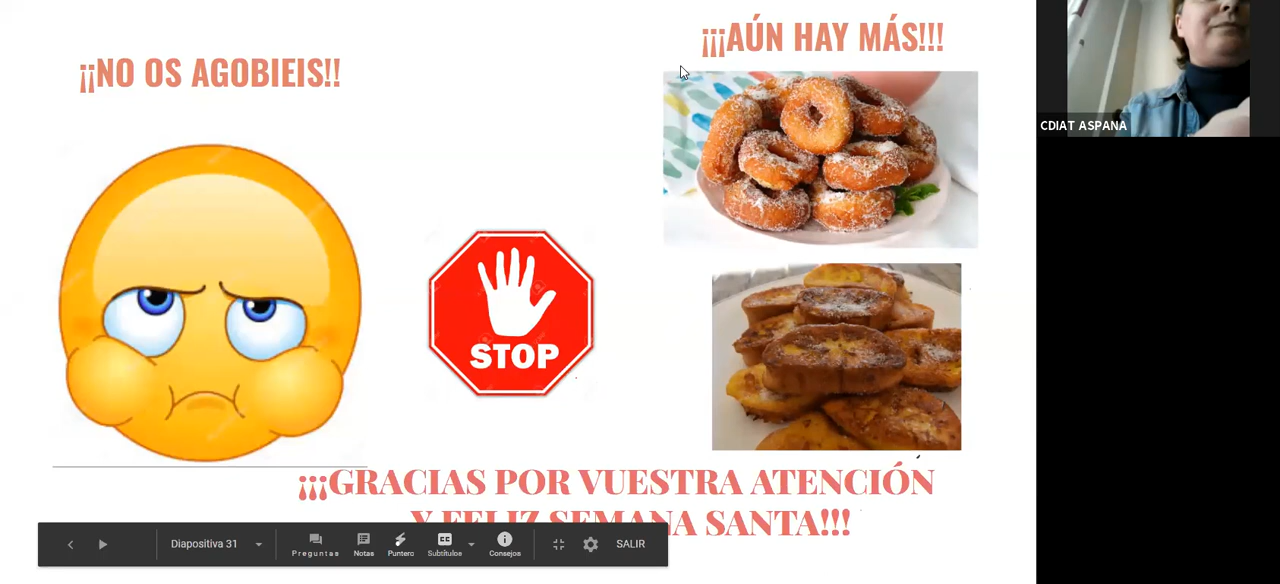 ¡¡NO OS AGOBIEIS!!
¡¡¡AÚN HAY MÁS!!!
CDIAT ASPANA
STOP
¡¡¡GRACIAS POR VUESTRA ATENCIÓN
Y FELIZ SEMANA SANTA!!!
Diapositiva 31
Preguntas
Notas
Puntero
Subtítulos
Consejos
SALIR